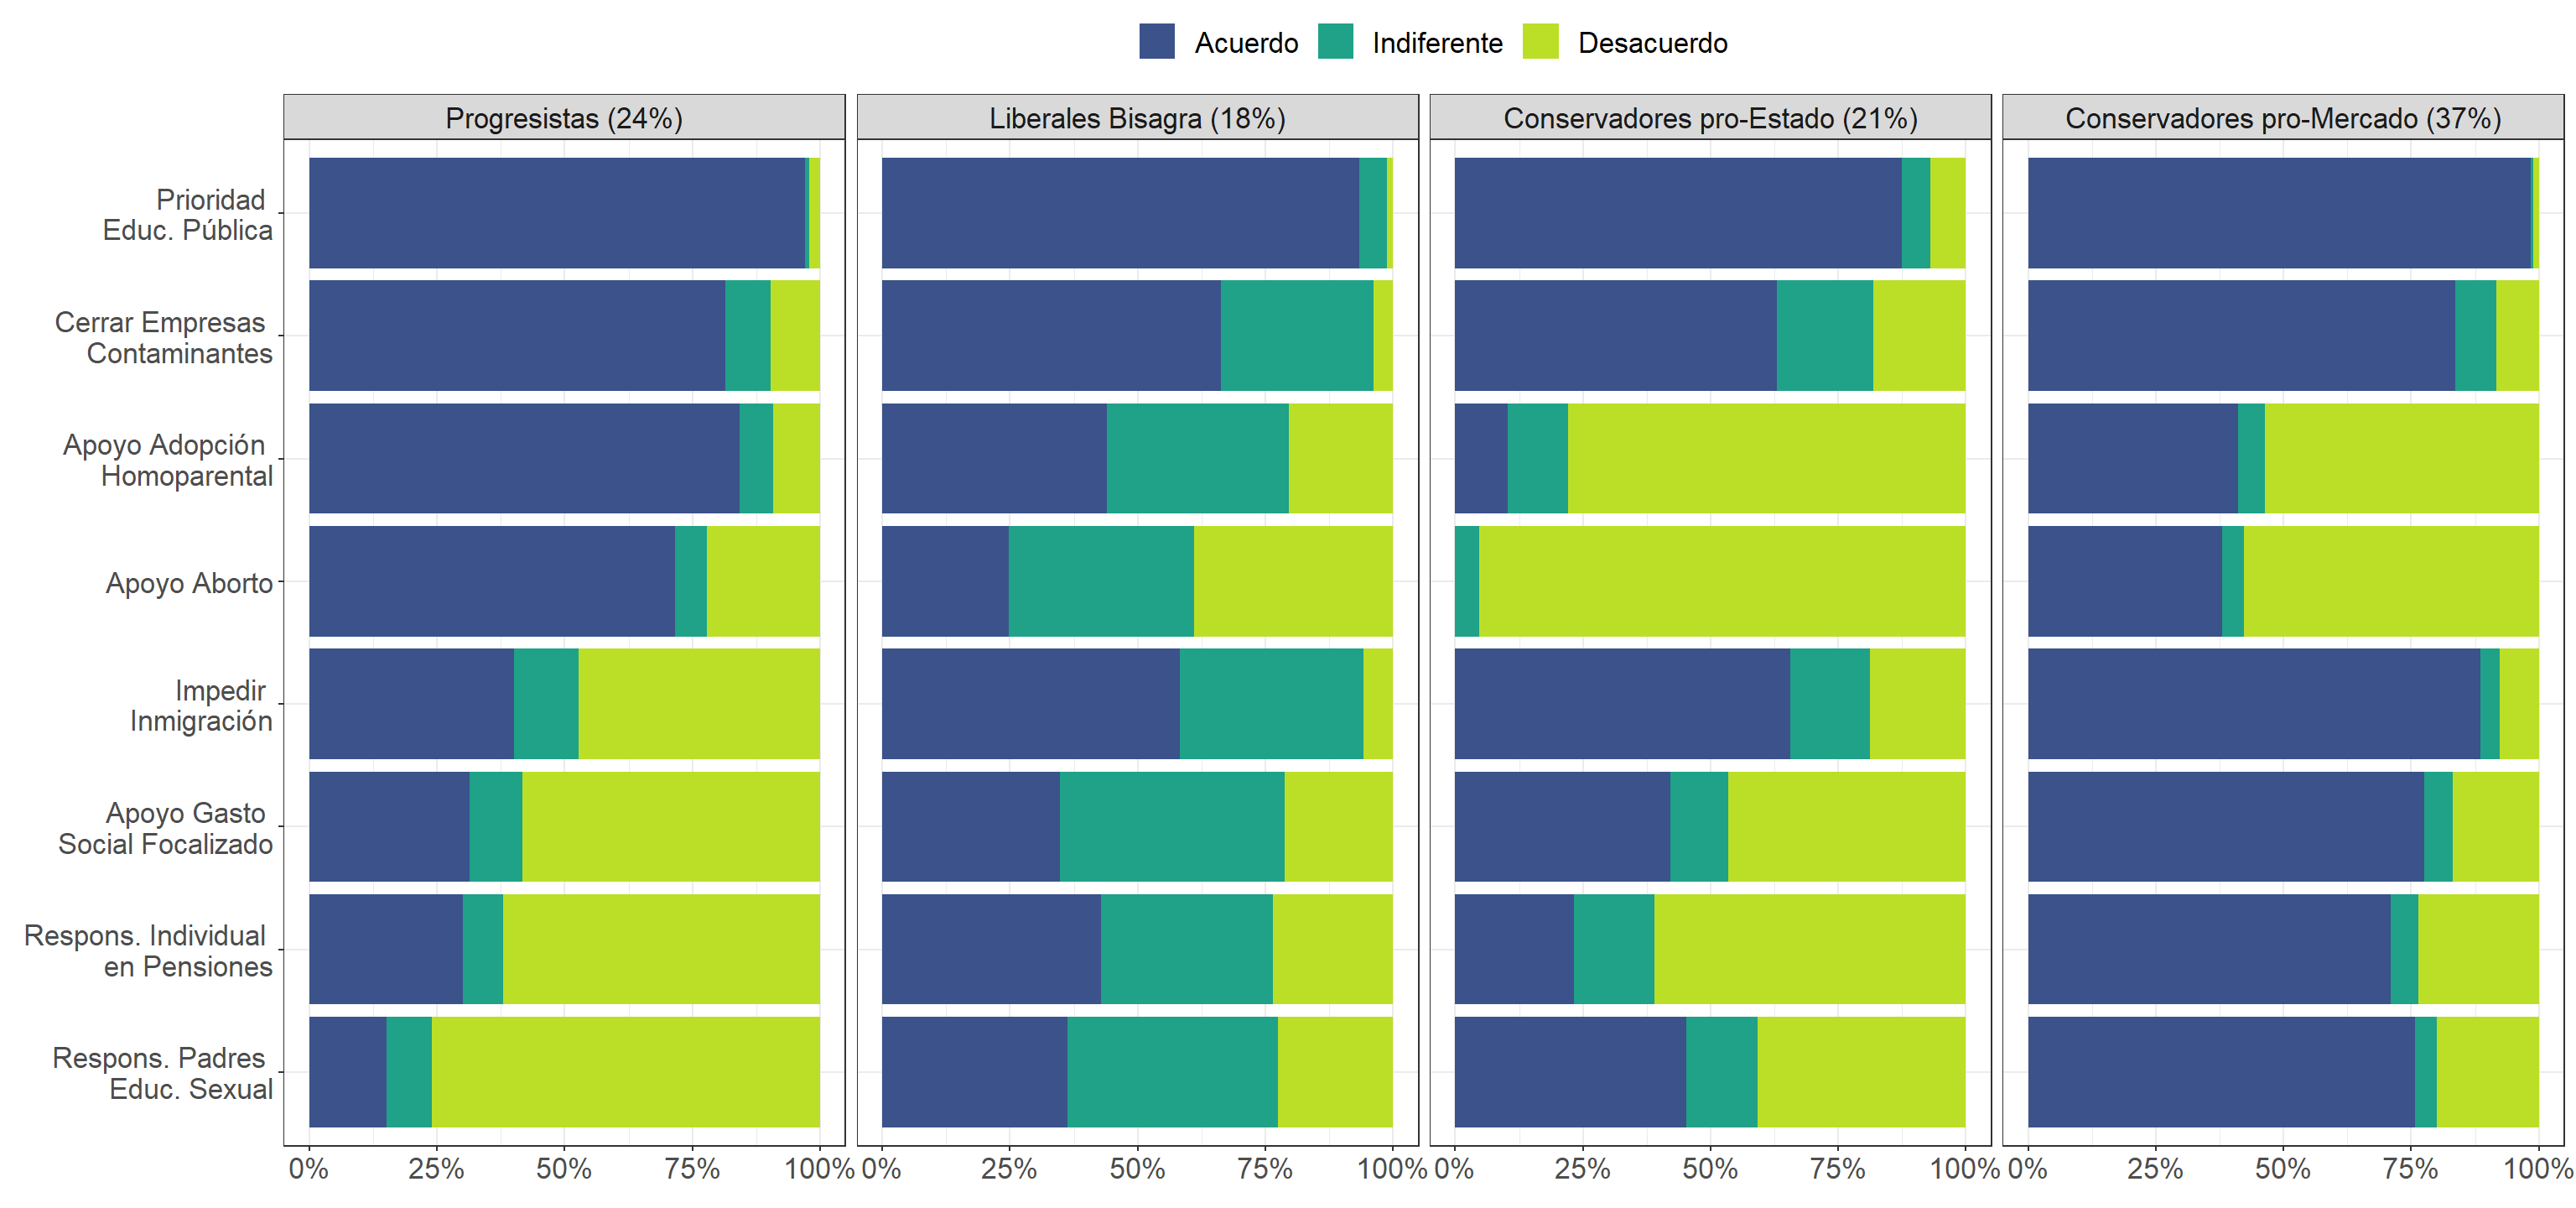 Acuerdo Indiferente Desacuerdo
Progresistas (24%) Liberales Bisagra (18%) Conservadores pro-Estado (21%) Conservadores pro-Mercado (37%)
Prioridad
Educ. Pública
Cerrar Empresas
Contaminantes
Apoyo Adopción
Homoparental
Apoyo Aborto
Impedir
Inmigración
Apoyo Gasto
Social Focalizado
Respons. Individual
en Pensiones
Respons. Padres
Educ. Sexual
0% 25% 50% 75% 100% 0% 25% 50% 75% 100% 0% 25% 50% 75% 100% 0% 25% 50% 75% 100%